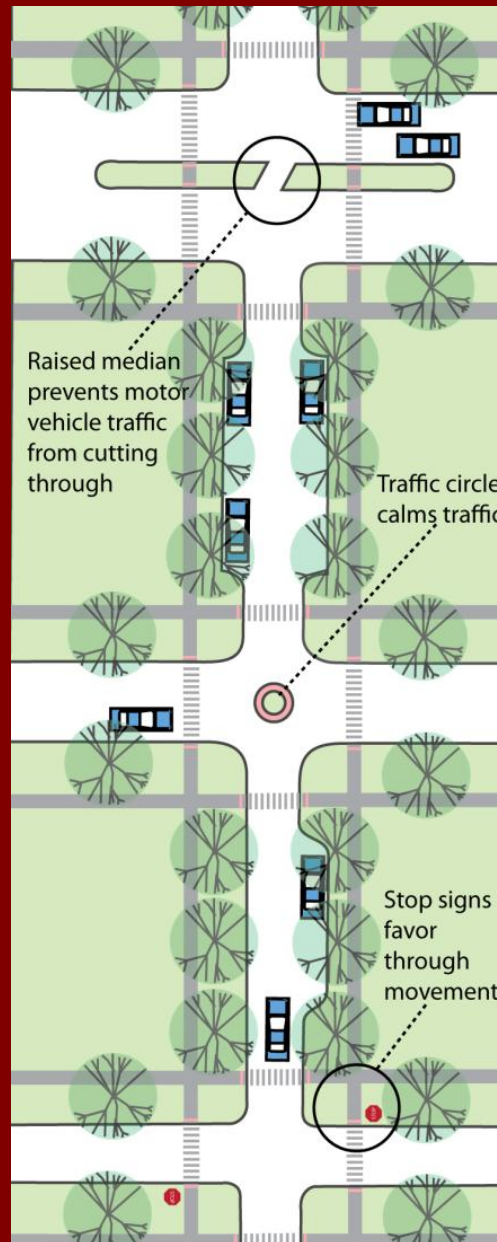 Raised median
prevents motor
vehicle traffic
from cutting
through
Traffic circle
calms traffic
Stop signs
favor
through
movement